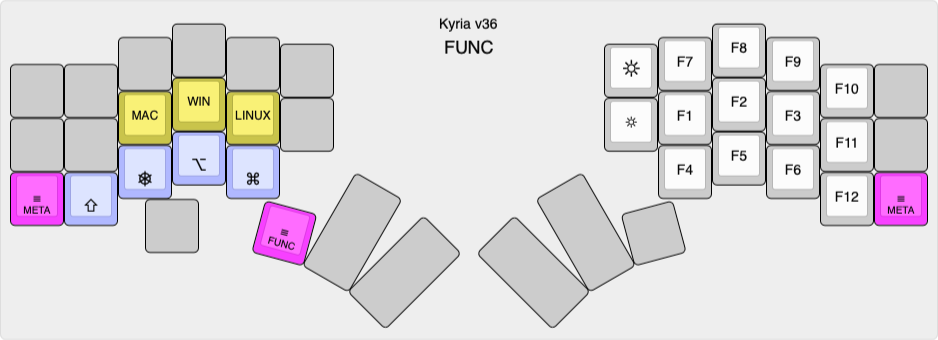 Kyria v36
FUNC
F7
F8
F9
F10
MAC
WIN
LINUX
F1
F2
F3
F11
⌥
⌘
F4
F5
F6
F12
≡
META
⇧
≡
META
≡
FUNC